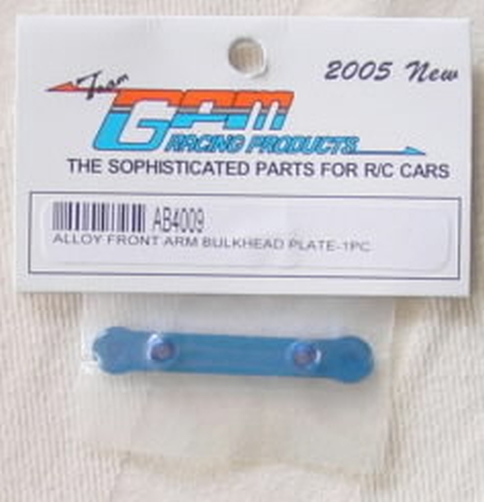 2005 New
Team
GPM
RACING PRODUCTS
THE SOPHISTICATED PARTS FOR R/C CARS
AB4009
ALLOY FRONT ARM BULKHEAD PLATE-1PC